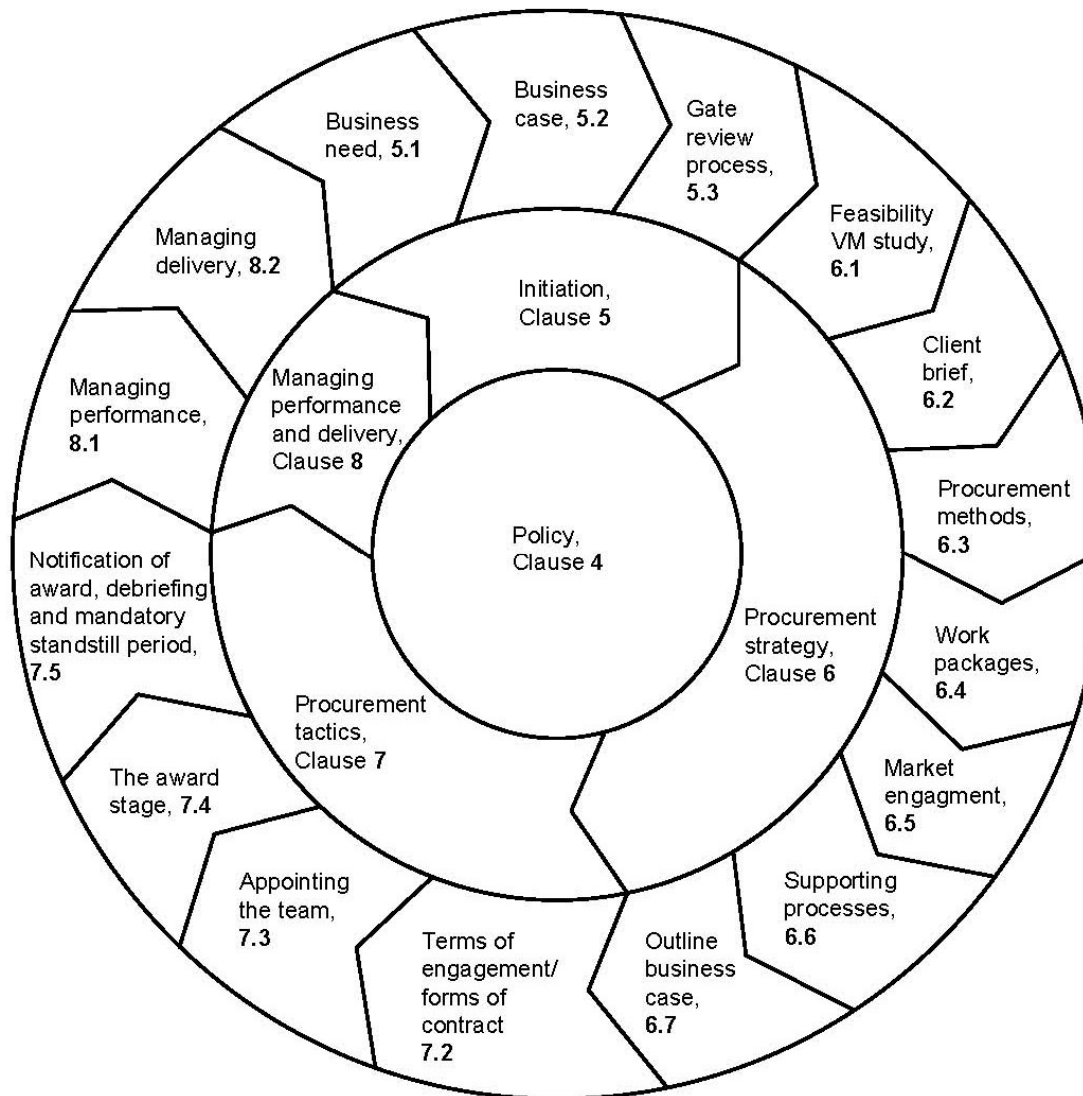 Business
need, 5.1
Business
case, 5.2
Gate
review
process,
5.3
Feasibility
VM study,
6.1
Client
brief,
6.2
Procurement
methods,
6.3
Work
packages,
6.4
Market
engagment,
6.5
Supporting
processes,
6.6
Outline
business
case,
6.7
Terms of
engagement/
forms of
contract
7.2
Appointing
the team,
7.3
The award
stage, 7.4
Notification of
award, debriefing
and mandatory
standstill period,
7.5
Managing
performance,
8.1
Managing
delivery, 8.2
Initiation,
Clause 5
Procurement
strategy,
Clause 6
Procurement
tactics,
Clause 7
Managing
performance
and delivery,
Clause 8
Policy,
Clause 4